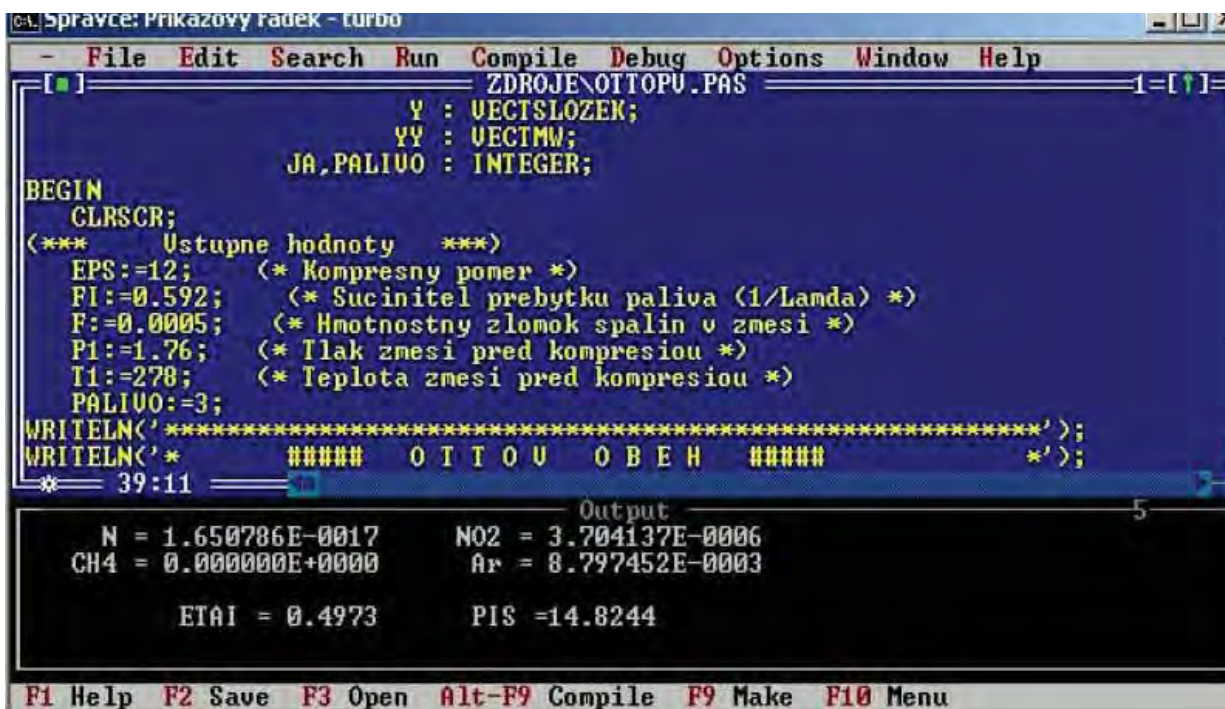 Správce: Příkazový řádek - turbo
- File Edit Search Run Compile Debug Options Window Help
[■] ZDROJE\OTTOPV.PAS 1=[↑]
Y : VECTSLOZEK;
YY : VECTMW;
JA,PALIVO : INTEGER;
BEGIN
CLRSCR;
(*** Vstupne hodnoty ***)
EPS:=12; (* Kompresny pomer *)
FI:=0.592; (* Sucinitel prebytku paliva (1/Lamda) *)
F:=0.0005; (* Hmotnostny zlomok spalin v zmesi *)
P1:=1.76; (* Tlak zmesi pred kompresiou *)
T1:=278; (* Teplota zmesi pred kompresiou *)
PALIVO:=3;
WRITELN('*********************************************************');
WRITELN('* ##### O T T O V O B E H ##### *');
39:11
Output 5
N = 1.650786E-0017 NO2 = 3.704137E-0006
CH4 = 0.000000E+0000 Ar = 8.797452E-0003
ETAI = 0.4973 PIS =14.8244
F1 Help F2 Save F3 Open Alt-F9 Compile F9 Make F10 Menu